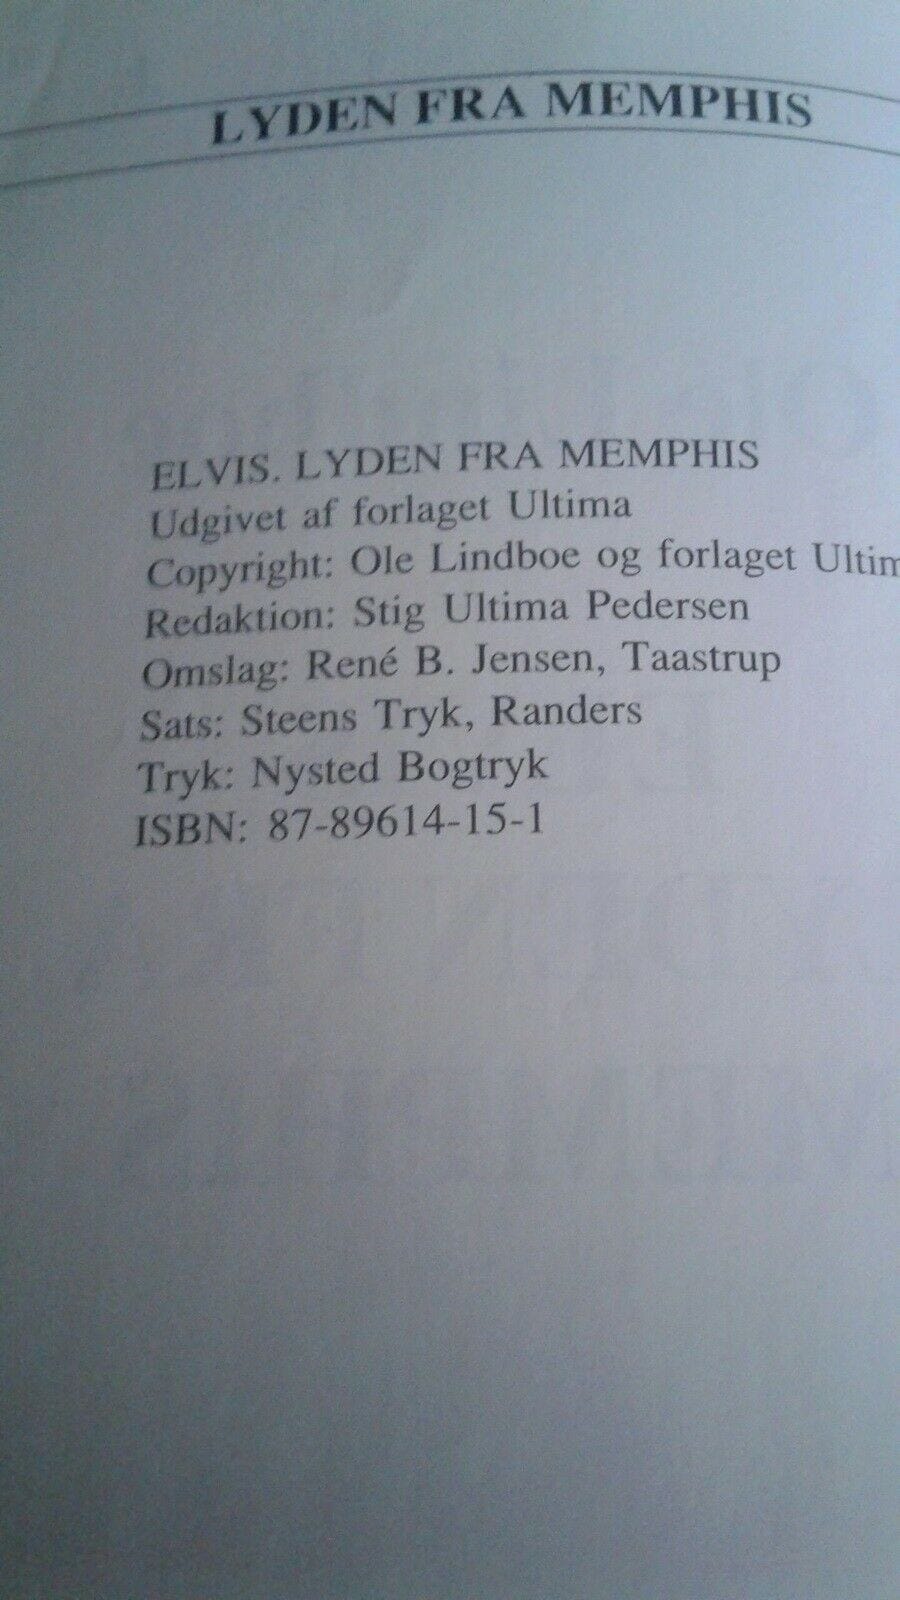 LYDEN FRA MEMPHIS
ELVIS. LYDEN FRA MEMPHIS
Udgivet af forlaget Ultima
Copyright: Ole Lindboe og forlaget Ultim
Redaktion: Stig Ultima Pedersen
Omslag: René B. Jensen, Taastrup
Sats: Steens Tryk, Randers
Tryk: Nysted Bogtryk
ISBN: 87-89614-15-1